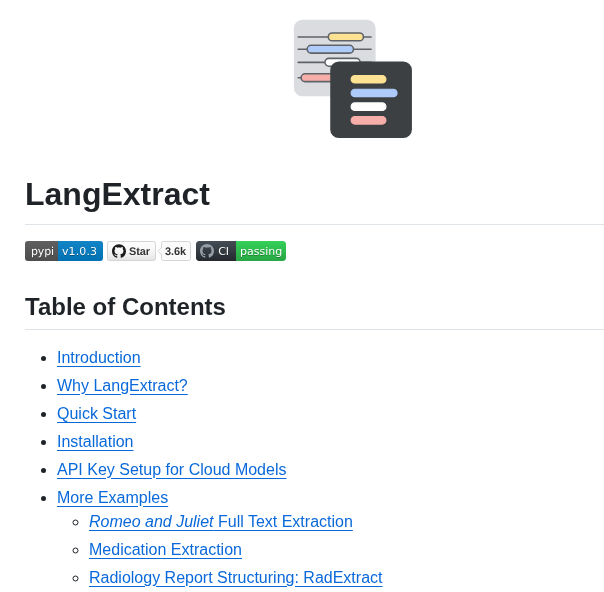 LangExtract
pypi v1.0.3 Star 3.6k CI passing
Table of Contents
Introduction
Why LangExtract?
Quick Start
Installation
API Key Setup for Cloud Models
More Examples
Romeo and Juliet Full Text Extraction
Medication Extraction
Radiology Report Structuring: RadExtract